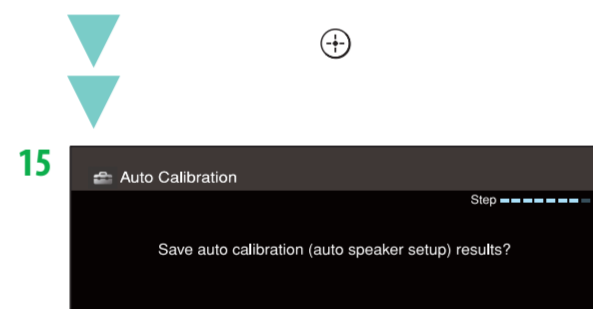 15
Auto Calibration
Step
Save auto calibration (auto speaker setup) results?